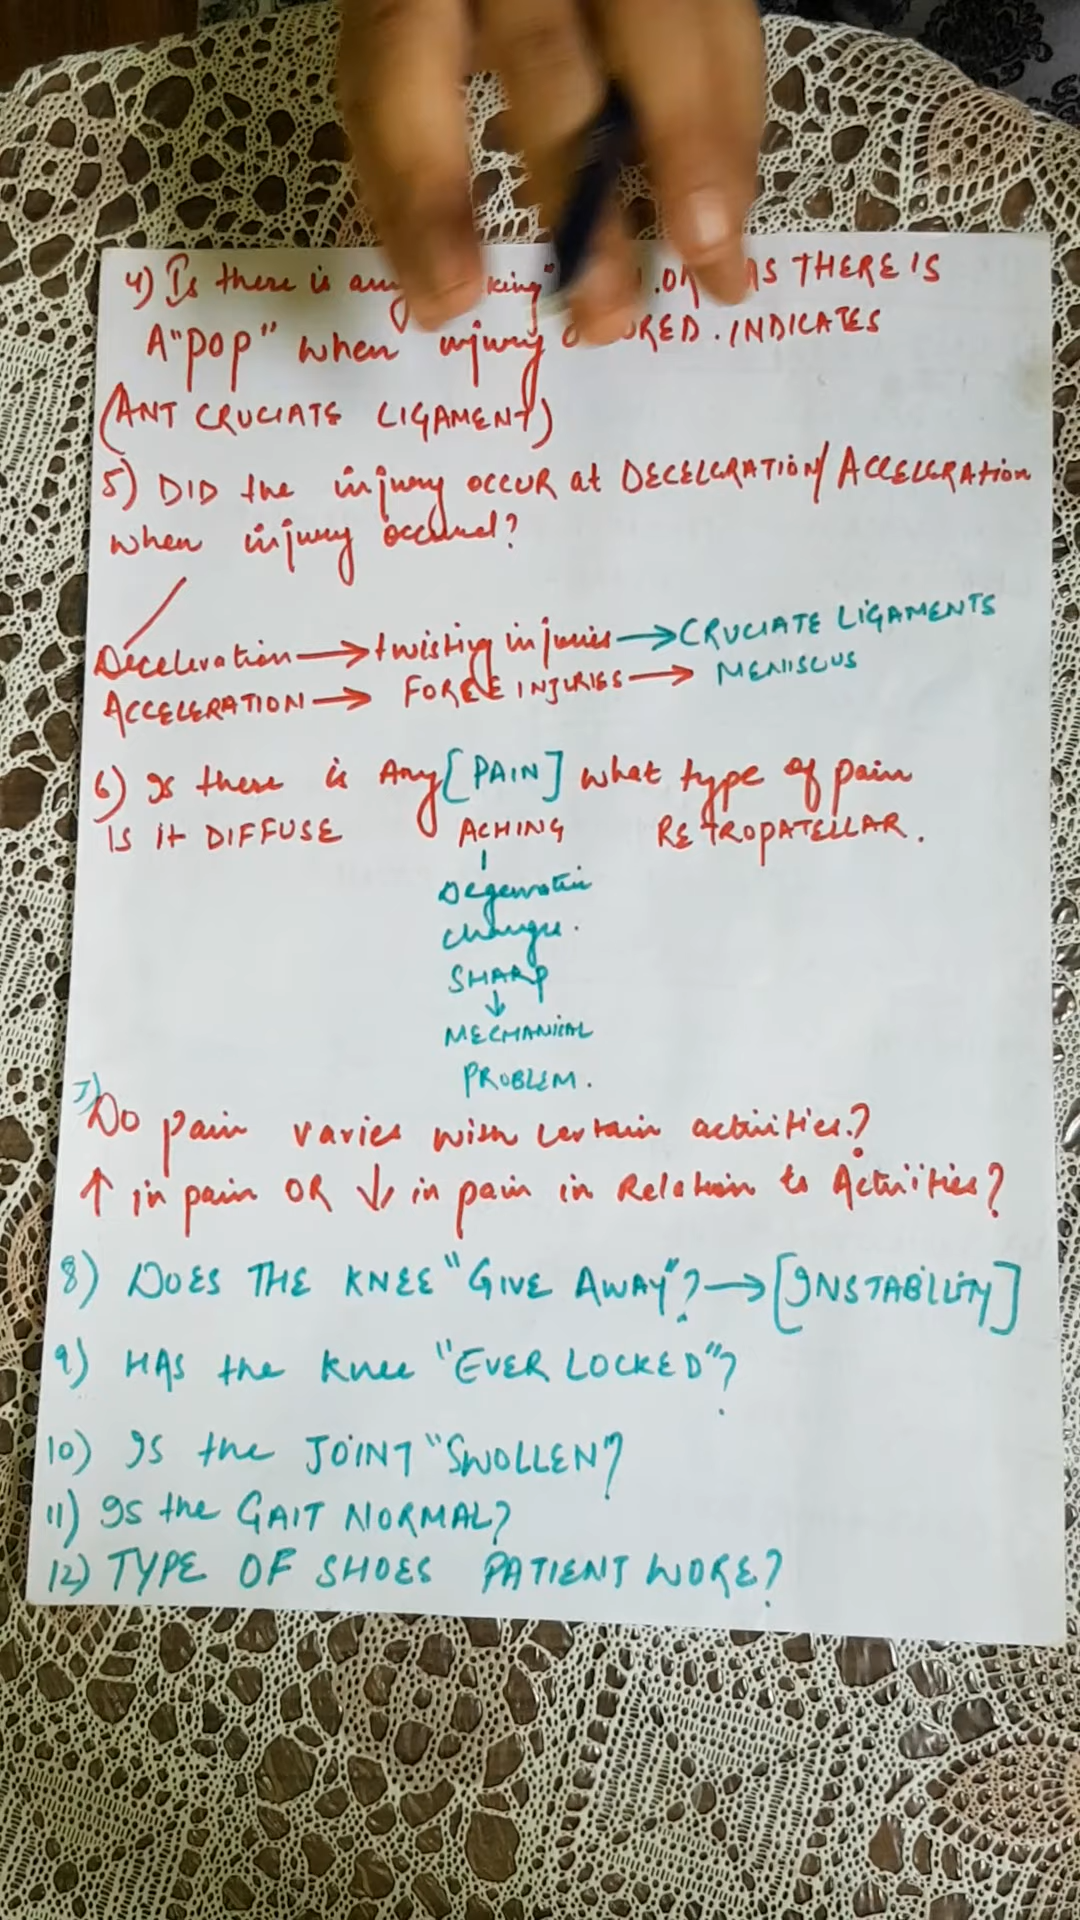 4) Is there is any king" .OR AS THERE IS
A "POP" when injury RED. INDICATES
(ANT CRUCIATE LIGAMENT)
5) DID the injury OCCUR at DECELERATION/ACCELERATION
when injury occured?
Deceleration → twisting injuries → CRUCIATE LIGAMENTS
ACCELERATION → FORCE INJURIES → MENISCUS
6) Is there is Any [PAIN] what type of pain
IS it DIFFUSE ACHING RETROPATELLAR.
Degenerative
change.
SHARP
↓
MECHANICAL
PROBLEM.
7) Do pain varies with certain activities?
↑ in pain OR ↓ in pain in Relation to Activities?
8) DOES THE KNEE "GIVE AWAY"? → [INSTABILITY]
9) HAS the knee "EVER LOCKED"?
10) IS the JOINT "SWOLLEN"?
11) IS the GAIT NORMAL?
12) TYPE OF SHOES PATIENT WORE?